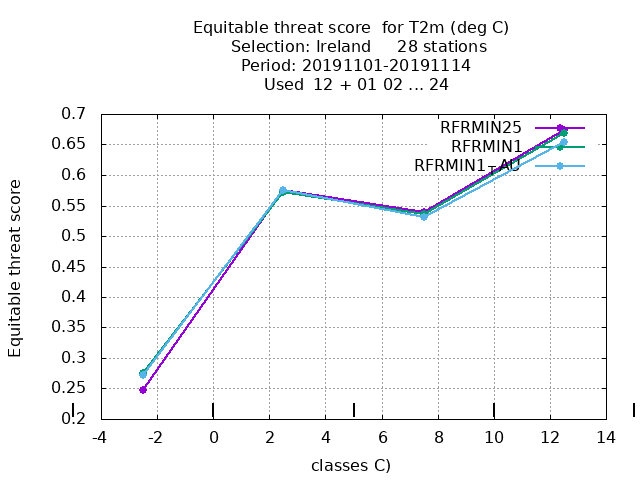 Equitable threat score  for T2m (deg C)
Selection: Ireland     28 stations
Period: 20191101-20191114
Used  12 + 01 02 ... 24
Equitable threat score
0.7
0.65
0.6
0.55
0.5
0.45
0.4
0.35
0.3
0.25
0.2
RFRMIN25
RFRMIN1
RFRMIN1+AU
-4 -2 0 2 4 6 8 10 12 14
classes C)